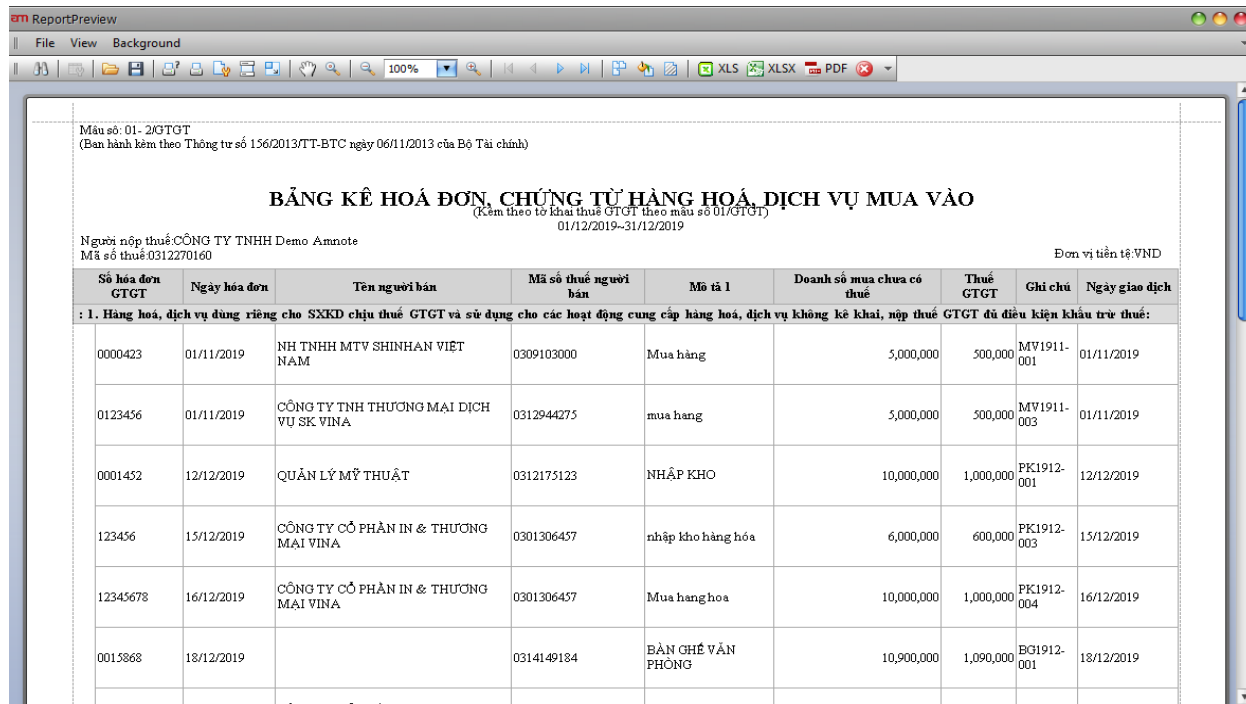 am ReportPreview
File View Background
100% XLS XLSX PDF
Mẫu số: 01- 2/GTGT
(Ban hành kèm theo Thông tư số 156/2013/TT-BTC ngày 06/11/2013 của Bộ Tài chính)
BẢNG KÊ HOÁ ĐƠN, CHỨNG TỪ HÀNG HOÁ, DỊCH VỤ MUA VÀO
(Kèm theo tờ khai thuế GTGT theo mẫu số 01/GTGT)
01/12/2019~31/12/2019
Người nộp thuế:CÔNG TY TNHH Demo Amnote
Mã số thuế:0312270160
Đơn vị tiền tệ:VND
Số hóa đơn GTGT Ngày hóa đơn Tên người bán Mã số thuế người bán Mô tả 1 Doanh số mua chưa có thuế Thuế GTGT Ghi chú Ngày giao dịch
: 1. Hàng hoá, dịch vụ dùng riêng cho SXKD chịu thuế GTGT và sử dụng cho các hoạt động cung cấp hàng hoá, dịch vụ không kê khai, nộp thuế GTGT đủ điều kiện khấu trừ thuế:
0000423 01/11/2019 NH TNHH MTV SHINHAN VIỆT NAM 0309103000 Mua hàng 5,000,000 500,000 MV1911-001 01/11/2019
0123456 01/11/2019 CÔNG TY TNH THƯƠNG MẠI DỊCH VỤ SK VINA 0312944275 mua hang 5,000,000 500,000 MV1911-003 01/11/2019
0001452 12/12/2019 QUẢN LÝ MỸ THUẬT 0312175123 NHẬP KHO 10,000,000 1,000,000 PK1912-001 12/12/2019
123456 15/12/2019 CÔNG TY CỔ PHẦN IN & THƯƠNG MẠI VINA 0301306457 nhập kho hàng hóa 6,000,000 600,000 PK1912-003 15/12/2019
12345678 16/12/2019 CÔNG TY CỔ PHẦN IN & THƯƠNG MẠI VINA 0301306457 Mua hang hoa 10,000,000 1,000,000 PK1912-004 16/12/2019
0015868 18/12/2019 0314149184 BÀN GHẾ VĂN PHÒNG 10,900,000 1,090,000 BG1912-001 18/12/2019